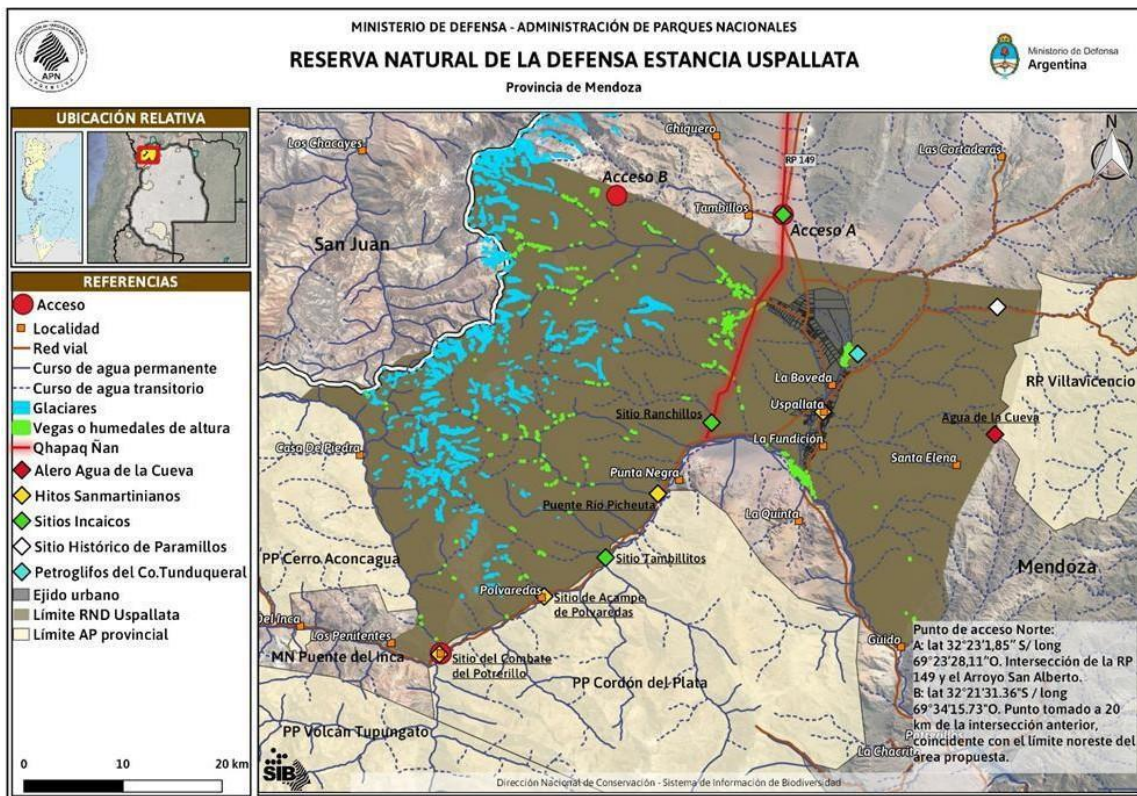 MINISTERIO DE DEFENSA - ADMINISTRACIÓN DE PARQUES NACIONALES
RESERVA NATURAL DE LA DEFENSA ESTANCIA USPALLATA
Provincia de Mendoza
APN
Ministerio de Defensa
Argentina
UBICACIÓN RELATIVA
REFERENCIAS
Acceso
Localidad
Red vial
Curso de agua permanente
Curso de agua transitorio
Glaciares
Vegas o humedales de altura
Qhapaq Ñan
Alero Agua de la Cueva
Hitos Sanmartinianos
Sitios Incaicos
Sitio Histórico de Paramillos
Petroglifos del Co.Tunduqueral
Ejido urbano
Límite RND Uspallata
Límite AP provincial
0 10 20 km
N
Los Chacayes
Chiquero
RP 149
Las Cortaderas
Acceso B
Tambillos
Acceso A
San Juan
La Boveda
RP Villavicencio
Uspallata
Sitio Ranchillos
Agua de la Cueva
La Fundición
Casa De Piedra
Santa Elena
Punta Negra
Puente Río Picheuta
La Quinta
PP Cerro Aconcagua
Sitio Tambillitos
Mendoza
Polvaredas
Sitio de Acampe
de Polvaredas
Del Inca
Los Penitentes
Guido
MN Puente del Inca
Sitio del Combate
del Potrerillo
PP Cordón del Plata
PP Volcán Tupungato
La Chacrita
Punto de acceso Norte:
A: lat 32°23'1,85" S/ long
69°23'28,11"O. Intersección de la RP
149 y el Arroyo San Alberto.
B: lat 32°21'31.36"S / long
69°34'15.73"O. Punto tomado a 20
km de la intersección anterior,
coincidente con el límite noreste del
área propuesta.
SIB
Dirección Nacional de Conservación - Sistema de Información de Biodiversidad